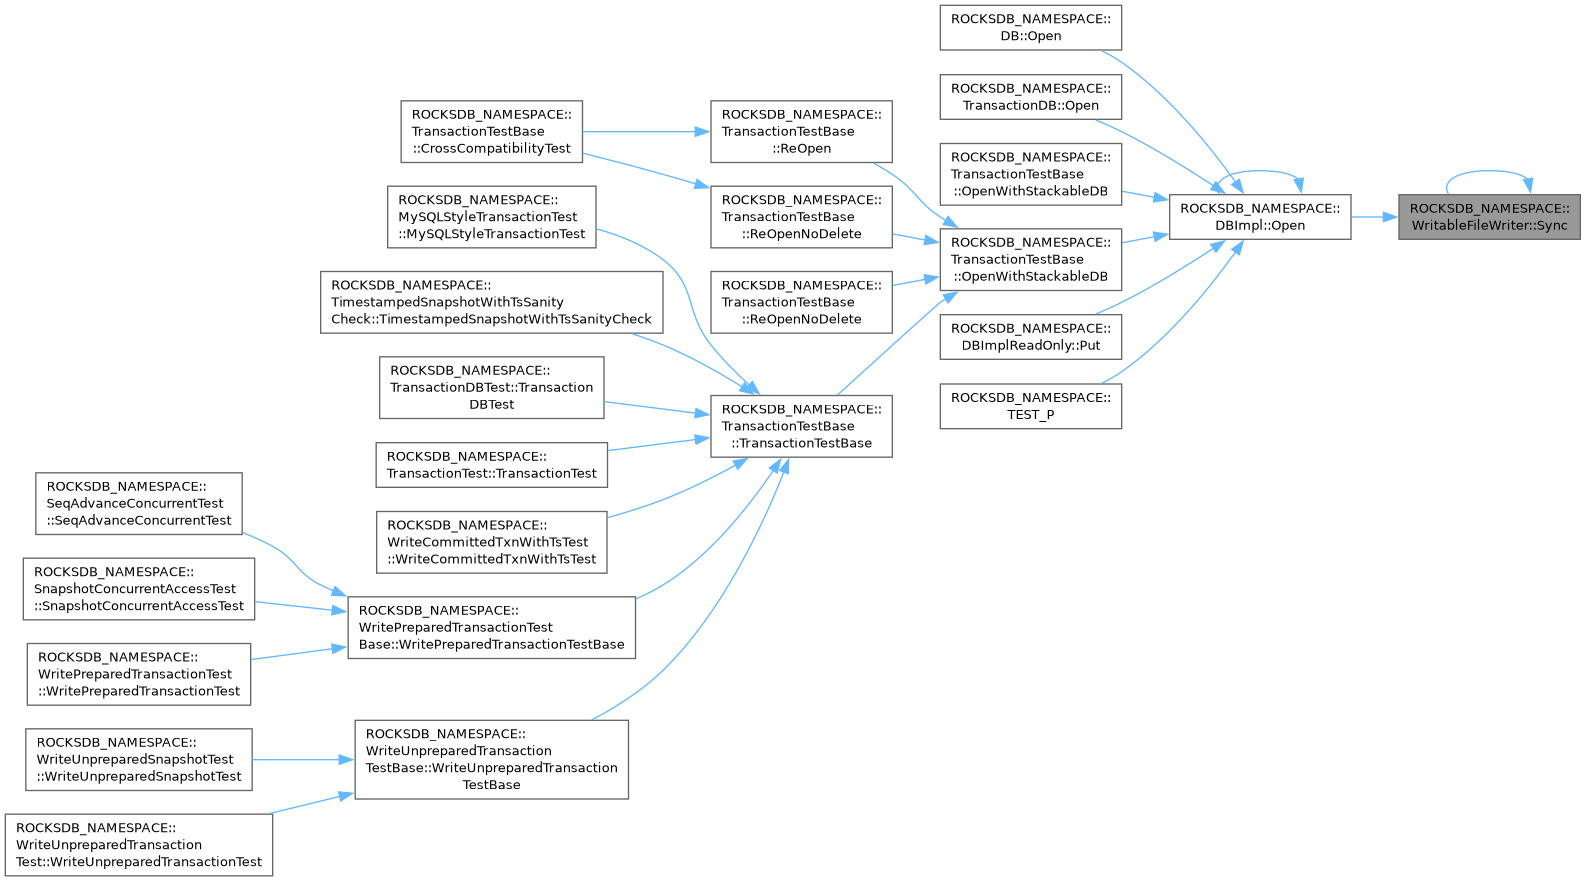 ROCKSDB_NAMESPACE::
DB::Open
ROCKSDB_NAMESPACE::
TransactionDB::Open
ROCKSDB_NAMESPACE::
TransactionTestBase
::OpenWithStackableDB
ROCKSDB_NAMESPACE::
DBImpl::Open
ROCKSDB_NAMESPACE::
WritableFileWriter::Sync
ROCKSDB_NAMESPACE::
TransactionTestBase
::OpenWithStackableDB
ROCKSDB_NAMESPACE::
DBImplReadOnly::Put
ROCKSDB_NAMESPACE::
TEST_P
ROCKSDB_NAMESPACE::
TransactionTestBase
::ReOpen
ROCKSDB_NAMESPACE::
TransactionTestBase
::ReOpenNoDelete
ROCKSDB_NAMESPACE::
TransactionTestBase
::ReOpenNoDelete
ROCKSDB_NAMESPACE::
TransactionTestBase
::TransactionTestBase
ROCKSDB_NAMESPACE::
TransactionTestBase
::CrossCompatibilityTest
ROCKSDB_NAMESPACE::
MySQLStyleTransactionTest
::MySQLStyleTransactionTest
ROCKSDB_NAMESPACE::
TimestampedSnapshotWithTsSanity
Check::TimestampedSnapshotWithTsSanityCheck
ROCKSDB_NAMESPACE::
TransactionDBTest::Transaction
DBTest
ROCKSDB_NAMESPACE::
TransactionTest::TransactionTest
ROCKSDB_NAMESPACE::
WriteCommittedTxnWithTsTest
::WriteCommittedTxnWithTsTest
ROCKSDB_NAMESPACE::
WritePreparedTransactionTest
Base::WritePreparedTransactionTestBase
ROCKSDB_NAMESPACE::
WriteUnpreparedTransaction
TestBase::WriteUnpreparedTransaction
TestBase
ROCKSDB_NAMESPACE::
SeqAdvanceConcurrentTest
::SeqAdvanceConcurrentTest
ROCKSDB_NAMESPACE::
SnapshotConcurrentAccessTest
::SnapshotConcurrentAccessTest
ROCKSDB_NAMESPACE::
WritePreparedTransactionTest
::WritePreparedTransactionTest
ROCKSDB_NAMESPACE::
WriteUnpreparedSnapshotTest
::WriteUnpreparedSnapshotTest
ROCKSDB_NAMESPACE::
WriteUnpreparedTransaction
Test::WriteUnpreparedTransactionTest